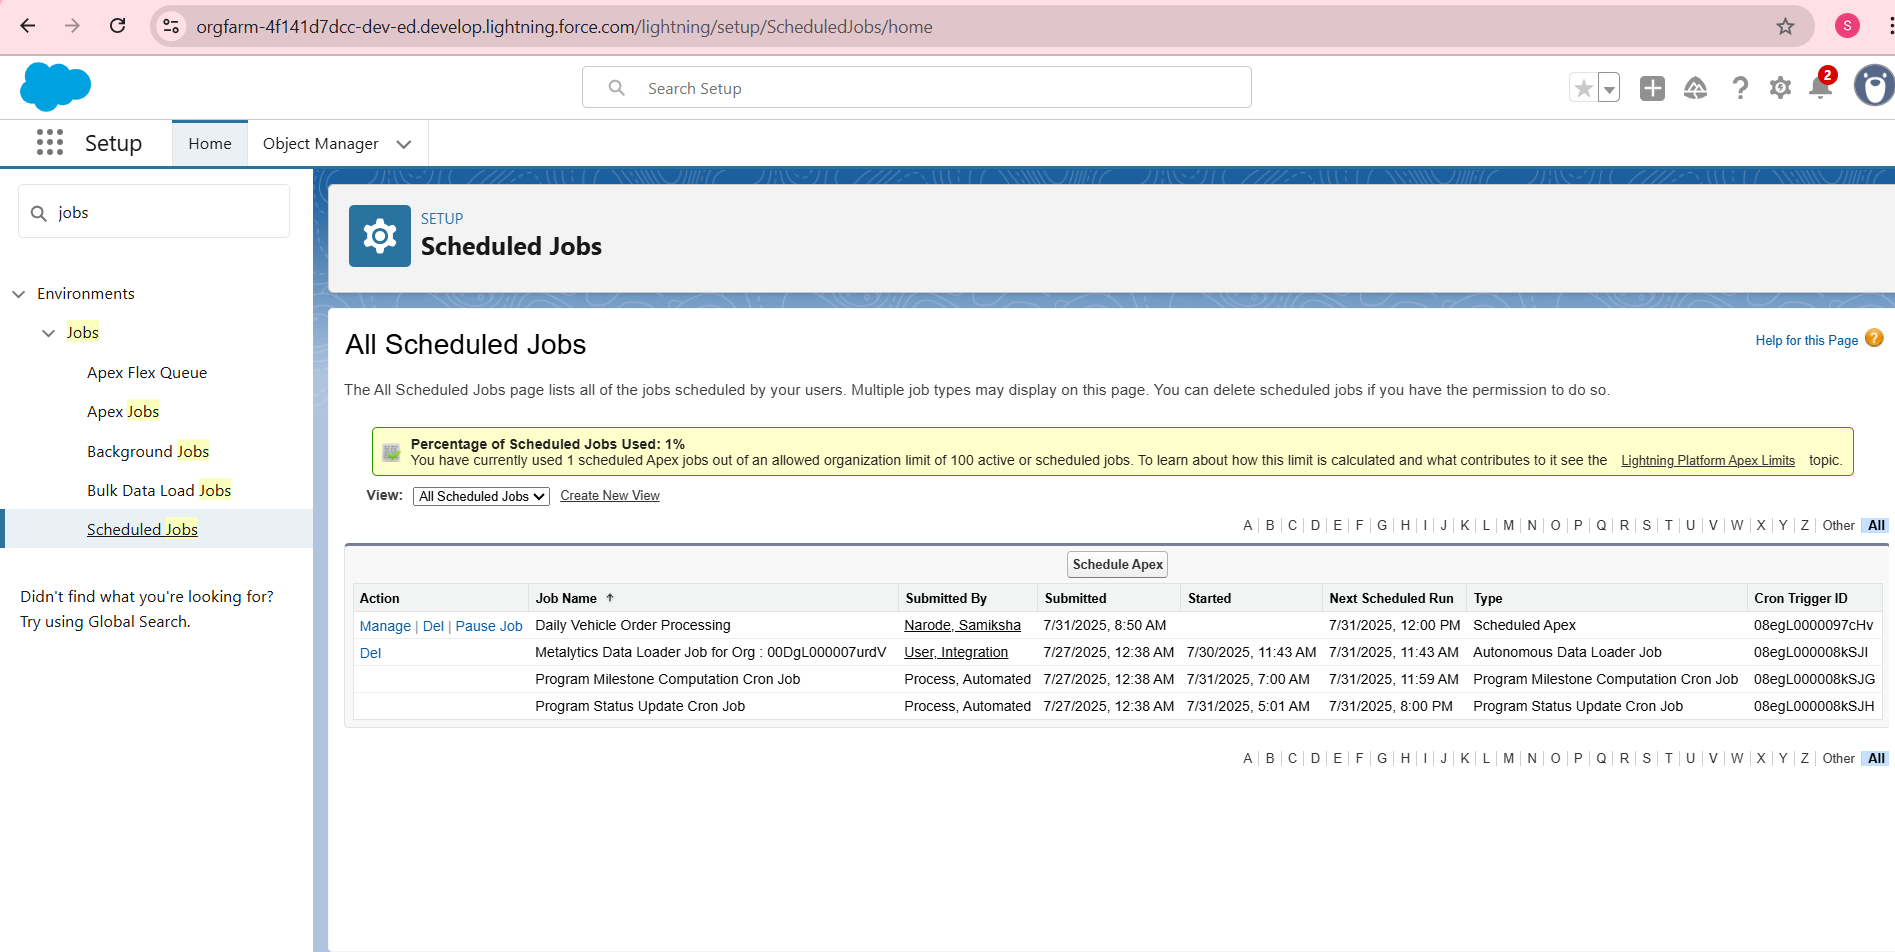 orgfarm-4f141d7dcc-dev-ed.develop.lightning.force.com/lightning/setup/ScheduledJobs/home
S
Search Setup
2
Setup
Home
Object Manager
jobs
Environments
Jobs
Apex Flex Queue
Apex Jobs
Background Jobs
Bulk Data Load Jobs
Scheduled Jobs
Didn't find what you're looking for?
Try using Global Search.
SETUP
Scheduled Jobs
All Scheduled Jobs
Help for this Page ?
The All Scheduled Jobs page lists all of the jobs scheduled by your users. Multiple job types may display on this page. You can delete scheduled jobs if you have the permission to do so.
Percentage of Scheduled Jobs Used: 1%
You have currently used 1 scheduled Apex jobs out of an allowed organization limit of 100 active or scheduled jobs. To learn about how this limit is calculated and what contributes to it see the Lightning Platform Apex Limits topic.
View: All Scheduled Jobs Create New View
A | B | C | D | E | F | G | H | I | J | K | L | M | N | O | P | Q | R | S | T | U | V | W | X | Y | Z | Other | All
Schedule Apex
Action Job Name ↑ Submitted By Submitted Started Next Scheduled Run Type Cron Trigger ID
Manage | Del | Pause Job Daily Vehicle Order Processing Narode, Samiksha 7/31/2025, 8:50 AM 7/31/2025, 12:00 PM Scheduled Apex 08egL0000097cHv
Del Metalytics Data Loader Job for Org : 00DgL000007urdV User, Integration 7/27/2025, 12:38 AM 7/30/2025, 11:43 AM 7/31/2025, 11:43 AM Autonomous Data Loader Job 08egL000008kSJI
Program Milestone Computation Cron Job Process, Automated 7/27/2025, 12:38 AM 7/31/2025, 7:00 AM 7/31/2025, 11:59 AM Program Milestone Computation Cron Job 08egL000008kSJG
Program Status Update Cron Job Process, Automated 7/27/2025, 12:38 AM 7/31/2025, 5:01 AM 7/31/2025, 8:00 PM Program Status Update Cron Job 08egL000008kSJH
A | B | C | D | E | F | G | H | I | J | K | L | M | N | O | P | Q | R | S | T | U | V | W | X | Y | Z | Other | All